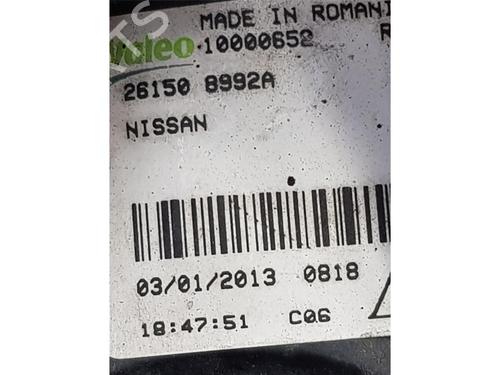 MADE IN ROMANI
Valeo 10000652
26150 8992A
NISSAN
03/01/2013 0818
18:47:51 C06